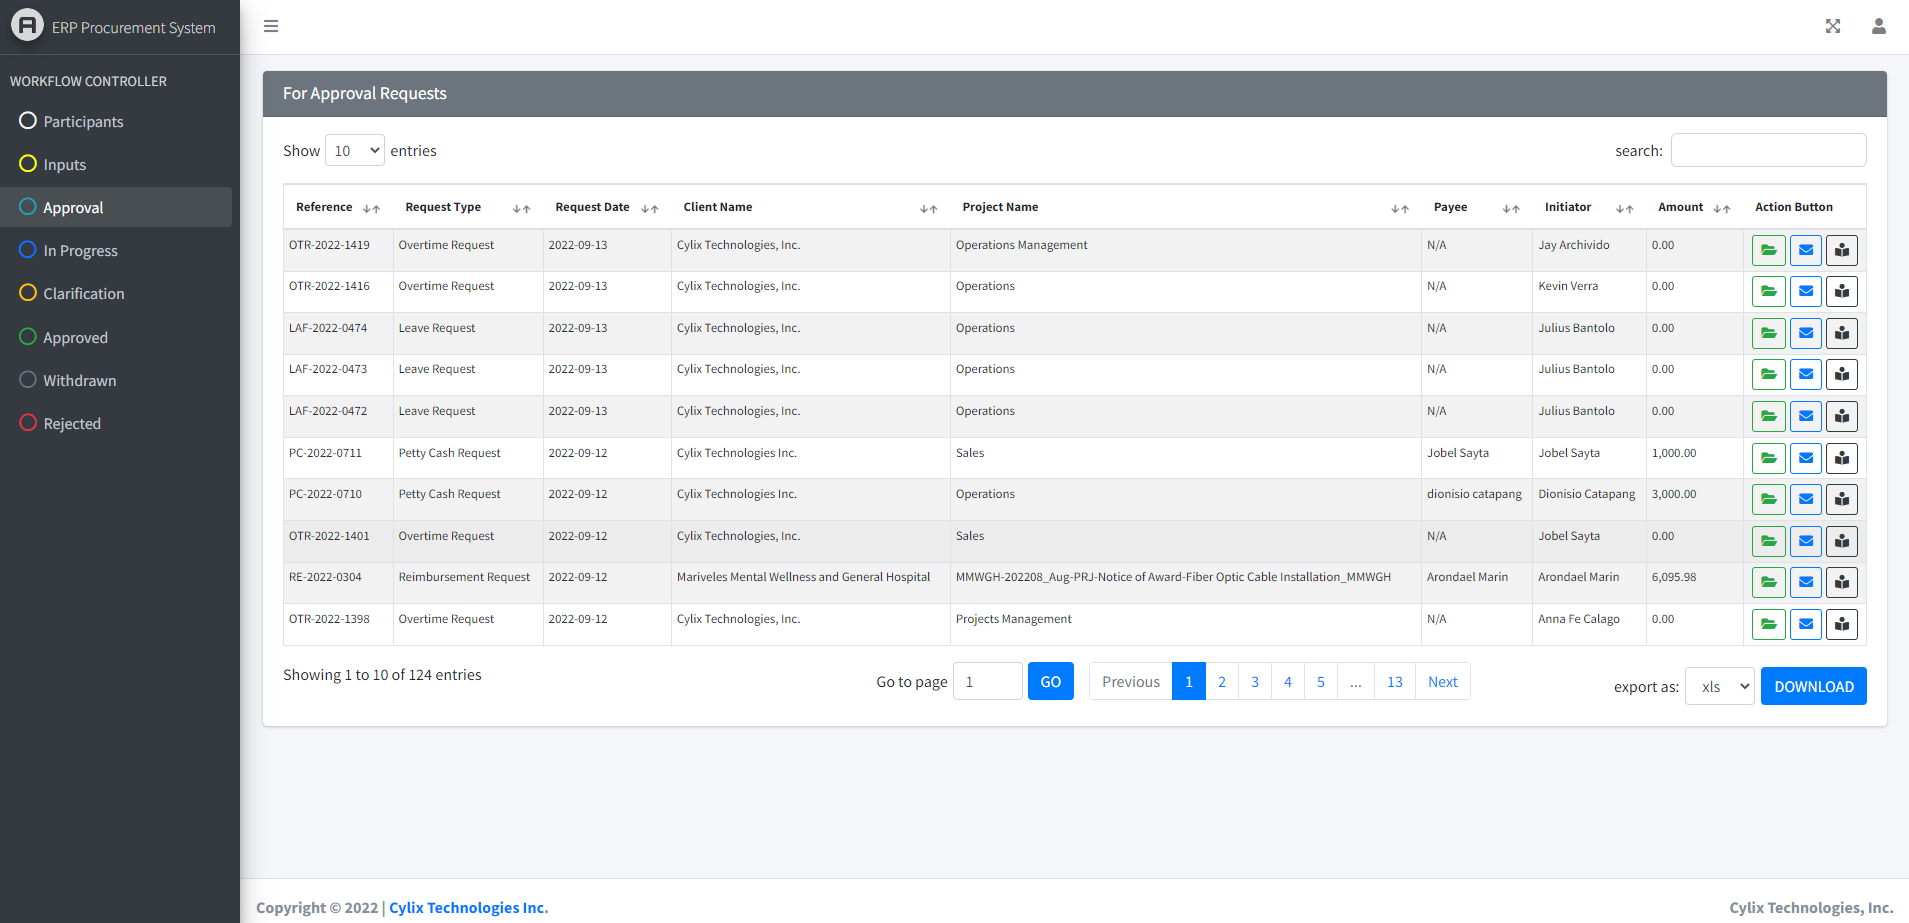 ERP Procurement System
WORKFLOW CONTROLLER
Participants
Inputs
Approval
In Progress
Clarification
Approved
Withdrawn
Rejected
For Approval Requests
Show 10 entries search:
Reference Request Type Request Date Client Name Project Name Payee Initiator Amount Action Button
OTR-2022-1419 Overtime Request 2022-09-13 Cylix Technologies, Inc. Operations Management N/A Jay Archivido 0.00
OTR-2022-1416 Overtime Request 2022-09-13 Cylix Technologies, Inc. Operations N/A Kevin Verra 0.00
LAF-2022-0474 Leave Request 2022-09-13 Cylix Technologies, Inc. Operations N/A Julius Bantolo 0.00
LAF-2022-0473 Leave Request 2022-09-13 Cylix Technologies, Inc. Operations N/A Julius Bantolo 0.00
LAF-2022-0472 Leave Request 2022-09-13 Cylix Technologies, Inc. Operations N/A Julius Bantolo 0.00
PC-2022-0711 Petty Cash Request 2022-09-12 Cylix Technologies Inc. Sales Jobel Sayta Jobel Sayta 1,000.00
PC-2022-0710 Petty Cash Request 2022-09-12 Cylix Technologies Inc. Operations dionisio catapang Dionisio Catapang 3,000.00
OTR-2022-1401 Overtime Request 2022-09-12 Cylix Technologies, Inc. Sales N/A Jobel Sayta 0.00
RE-2022-0304 Reimbursement Request 2022-09-12 Mariveles Mental Wellness and General Hospital MMWGH-202208_Aug-PRJ-Notice of Award-Fiber Optic Cable Installation_MMWGH Arondael Marin Arondael Marin 6,095.98
OTR-2022-1398 Overtime Request 2022-09-12 Cylix Technologies, Inc. Projects Management N/A Anna Fe Calago 0.00
Showing 1 to 10 of 124 entries Go to page 1 GO Previous 1 2 3 4 5 ... 13 Next export as: xls DOWNLOAD
Copyright © 2022 | Cylix Technologies Inc. Cylix Technologies, Inc.